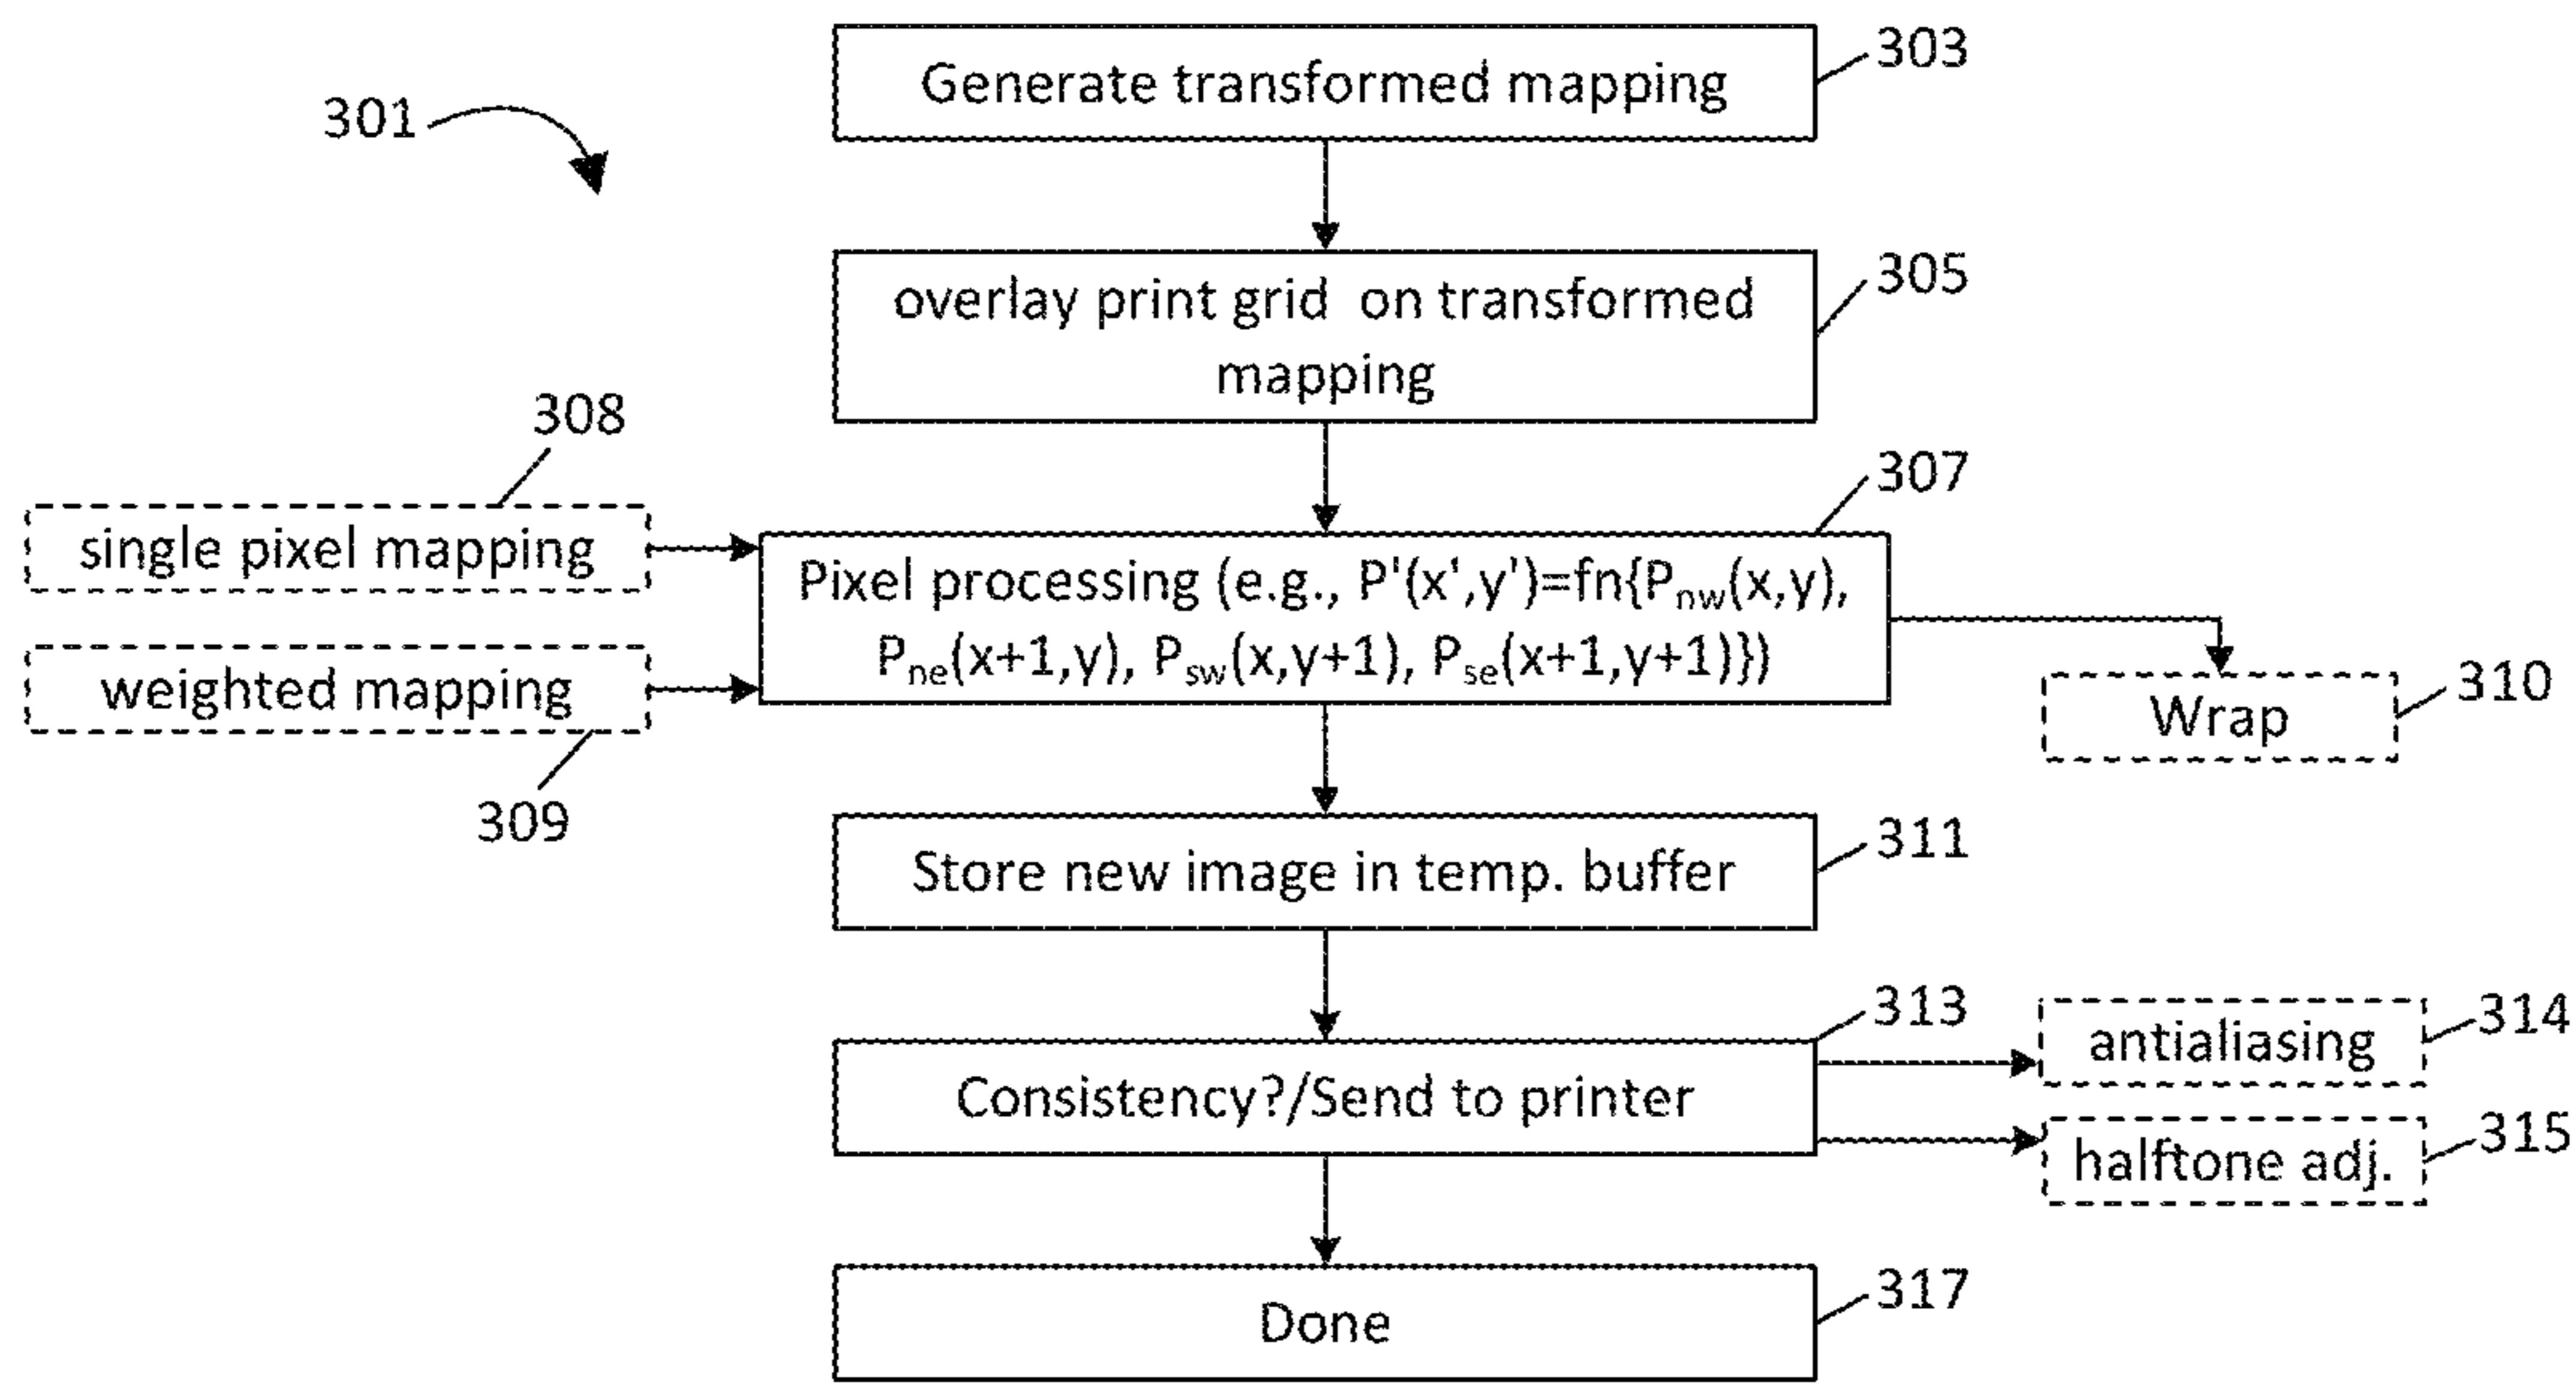 303
Generate transformed mapping
301
305
overlay print grid on transformed
mapping
308
307
single pixel mapping
Pixel processing (e.g., P'(x',y')=fn{Pnw(x,y),
Pne(x+1,y), Psw(x,y+1), Pse(x+1,y+1)})
weighted mapping
310
Wrap
309
311
Store new image in temp. buffer
313
314
antialiasing
Consistency?/Send to printer
315
halftone adj.
317
Done